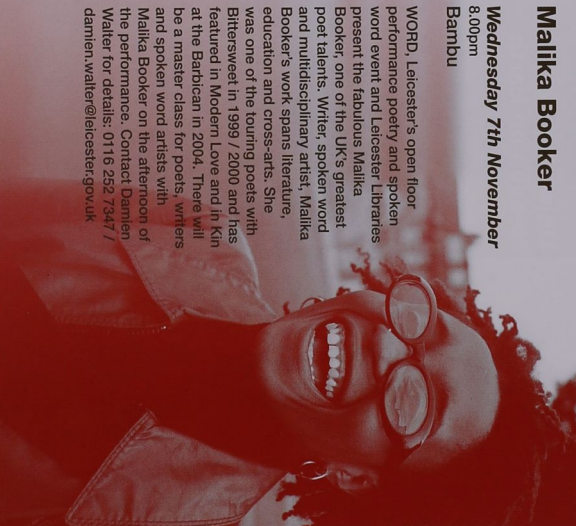 Malika Booker
Wednesday 7th November
8.00pm
Bambu
WORD, Leicester's open floor
performance poetry and spoken
word event and Leicester Libraries
present the fabulous Malika
Booker, one of the UK's greatest
poet talents. Writer, spoken word
and multidisciplinary artist, Malika
Booker's work spans literature,
education and cross-arts. She
was one of the touring poets with
Bittersweet in 1999 / 2000 and has
featured in Modern Love and in Kin
at the Barbican in 2004. There will
be a master class for poets, writers
and spoken word artists with
Malika Booker on the afternoon of
the performance. Contact Damien
Walter for details: 0116 252 7347 /
damien.walter@leicester.gov.uk